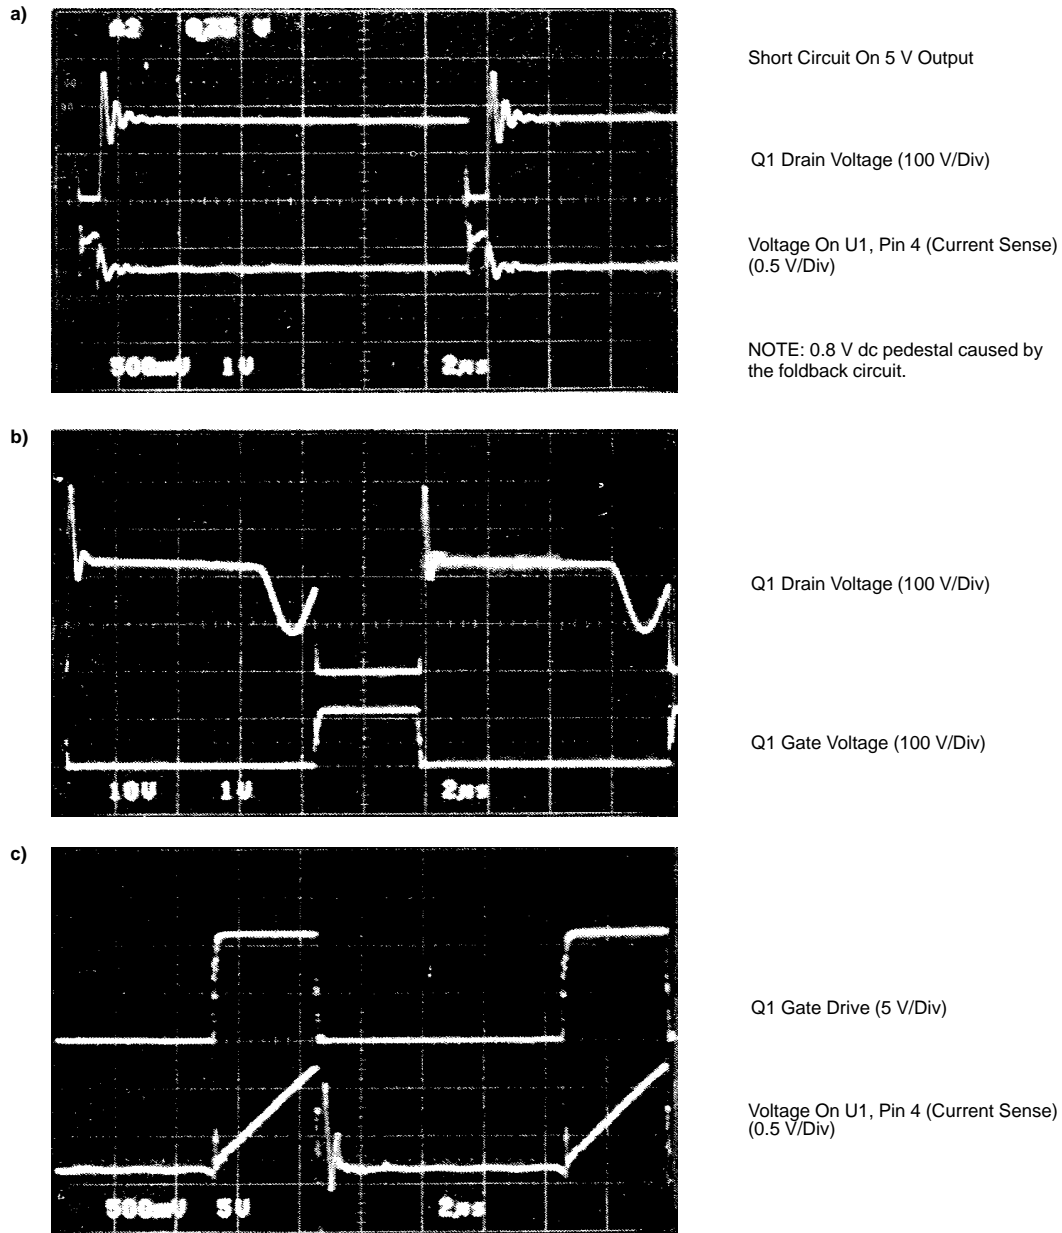 a)
Short Circuit On 5 V Output
Q1 Drain Voltage (100 V/Div)
Voltage On U1, Pin 4 (Current Sense)
(0.5 V/Div)
NOTE: 0.8 V dc pedestal caused by
the foldback circuit.
500mV 1V 2µs
b)
Q1 Drain Voltage (100 V/Div)
Q1 Gate Voltage (100 V/Div)
10V 1V 2µs
c)
Q1 Gate Drive (5 V/Div)
Voltage On U1, Pin 4 (Current Sense)
(0.5 V/Div)
500mV 5V 2µs